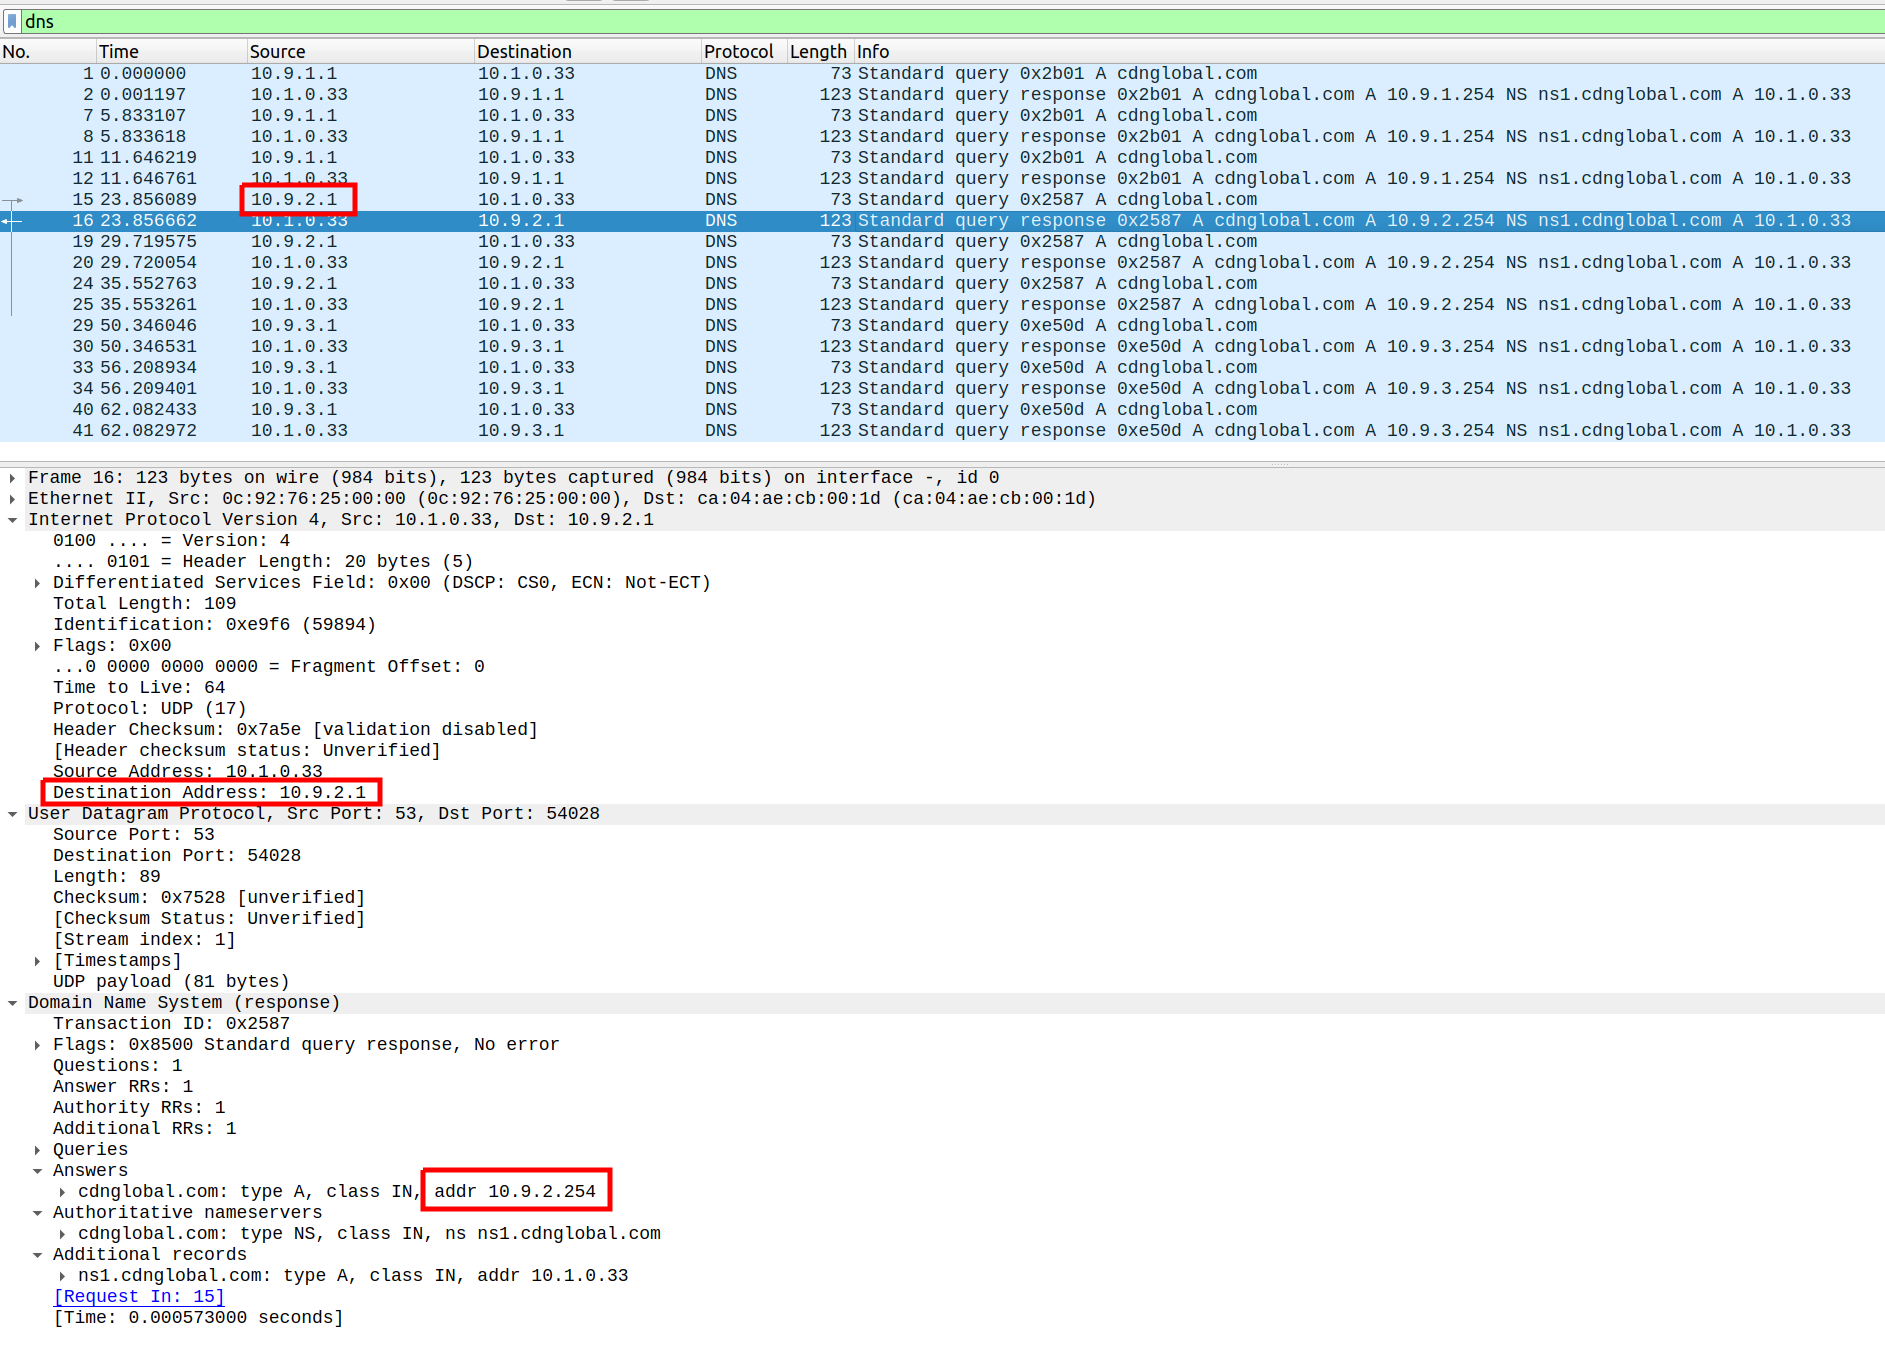 dns
No. Time Source Destination Protocol Length Info
1 0.000000 10.9.1.1 10.1.0.33 DNS 73 Standard query 0x2b01 A cdnglobal.com
2 0.001197 10.1.0.33 10.9.1.1 DNS 123 Standard query response 0x2b01 A cdnglobal.com A 10.9.1.254 NS ns1.cdnglobal.com A 10.1.0.33
7 5.833107 10.9.1.1 10.1.0.33 DNS 73 Standard query 0x2b01 A cdnglobal.com
8 5.833618 10.1.0.33 10.9.1.1 DNS 123 Standard query response 0x2b01 A cdnglobal.com A 10.9.1.254 NS ns1.cdnglobal.com A 10.1.0.33
11 11.646219 10.9.1.1 10.1.0.33 DNS 73 Standard query 0x2b01 A cdnglobal.com
12 11.646761 10.1.0.33 10.9.1.1 DNS 123 Standard query response 0x2b01 A cdnglobal.com A 10.9.1.254 NS ns1.cdnglobal.com A 10.1.0.33
15 23.856089 10.9.2.1 10.1.0.33 DNS 73 Standard query 0x2587 A cdnglobal.com
16 23.856662 10.1.0.33 10.9.2.1 DNS 123 Standard query response 0x2587 A cdnglobal.com A 10.9.2.254 NS ns1.cdnglobal.com A 10.1.0.33
19 29.719575 10.9.2.1 10.1.0.33 DNS 73 Standard query 0x2587 A cdnglobal.com
20 29.720054 10.1.0.33 10.9.2.1 DNS 123 Standard query response 0x2587 A cdnglobal.com A 10.9.2.254 NS ns1.cdnglobal.com A 10.1.0.33
24 35.552763 10.9.2.1 10.1.0.33 DNS 73 Standard query 0x2587 A cdnglobal.com
25 35.553261 10.1.0.33 10.9.2.1 DNS 123 Standard query response 0x2587 A cdnglobal.com A 10.9.2.254 NS ns1.cdnglobal.com A 10.1.0.33
29 50.346046 10.9.3.1 10.1.0.33 DNS 73 Standard query 0xe50d A cdnglobal.com
30 50.346531 10.1.0.33 10.9.3.1 DNS 123 Standard query response 0xe50d A cdnglobal.com A 10.9.3.254 NS ns1.cdnglobal.com A 10.1.0.33
33 56.208934 10.9.3.1 10.1.0.33 DNS 73 Standard query 0xe50d A cdnglobal.com
34 56.209401 10.1.0.33 10.9.3.1 DNS 123 Standard query response 0xe50d A cdnglobal.com A 10.9.3.254 NS ns1.cdnglobal.com A 10.1.0.33
40 62.082433 10.9.3.1 10.1.0.33 DNS 73 Standard query 0xe50d A cdnglobal.com
41 62.082972 10.1.0.33 10.9.3.1 DNS 123 Standard query response 0xe50d A cdnglobal.com A 10.9.3.254 NS ns1.cdnglobal.com A 10.1.0.33
Frame 16: 123 bytes on wire (984 bits), 123 bytes captured (984 bits) on interface -, id 0
Ethernet II, Src: 0c:92:76:25:00:00 (0c:92:76:25:00:00), Dst: ca:04:ae:cb:00:1d (ca:04:ae:cb:00:1d)
Internet Protocol Version 4, Src: 10.1.0.33, Dst: 10.9.2.1
0100 .... = Version: 4
.... 0101 = Header Length: 20 bytes (5)
Differentiated Services Field: 0x00 (DSCP: CS0, ECN: Not-ECT)
Total Length: 109
Identification: 0xe9f6 (59894)
Flags: 0x00
...0 0000 0000 0000 = Fragment Offset: 0
Time to Live: 64
Protocol: UDP (17)
Header Checksum: 0x7a5e [validation disabled]
[Header checksum status: Unverified]
Source Address: 10.1.0.33
Destination Address: 10.9.2.1
User Datagram Protocol, Src Port: 53, Dst Port: 54028
Source Port: 53
Destination Port: 54028
Length: 89
Checksum: 0x7528 [unverified]
[Checksum Status: Unverified]
[Stream index: 1]
[Timestamps]
UDP payload (81 bytes)
Domain Name System (response)
Transaction ID: 0x2587
Flags: 0x8500 Standard query response, No error
Questions: 1
Answer RRs: 1
Authority RRs: 1
Additional RRs: 1
Queries
Answers
cdnglobal.com: type A, class IN, addr 10.9.2.254
Authoritative nameservers
cdnglobal.com: type NS, class IN, ns ns1.cdnglobal.com
Additional records
ns1.cdnglobal.com: type A, class IN, addr 10.1.0.33
[Request In: 15]
[Time: 0.000573000 seconds]